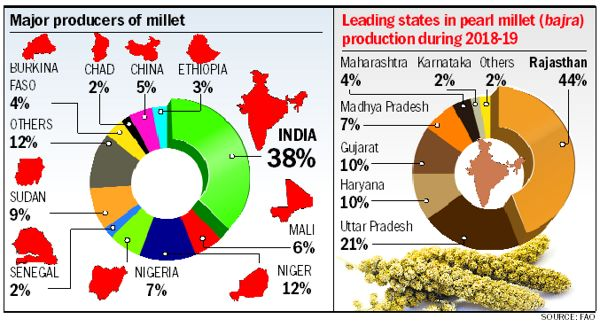 Major producers of millet
BURKINA
FASO
4%
CHAD
2%
CHINA
5%
ETHIOPIA
3%
INDIA
38%
MALI
6%
NIGER
12%
NIGERIA
7%
SENEGAL
2%
SUDAN
9%
OTHERS
12%
Leading states in pearl millet (bajra)
production during 2018-19
Maharashtra
4%
Karnataka
2%
Others
2%
Rajasthan
44%
Madhya Pradesh
7%
Gujarat
10%
Haryana
10%
Uttar Pradesh
21%
SOURCE: FAO